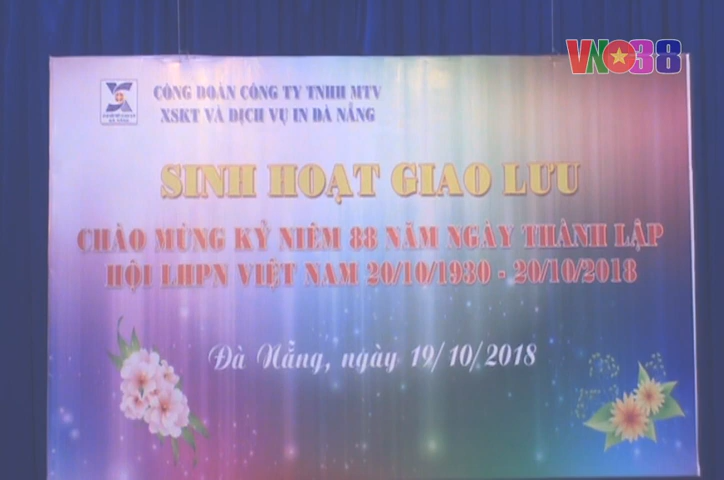 VNO38
CÔNG ĐOÀN CÔNG TY TNHH MTV
XSKT VÀ DỊCH VỤ IN ĐÀ NẴNG
SINH HOẠT GIAO LƯU
CHÀO MỪNG KỶ NIỆM 88 NĂM NGÀY THÀNH LẬP
HỘI LHPN VIỆT NAM 20/10/1930 - 20/10/2018
Đà Nẵng, ngày 19/10/2018